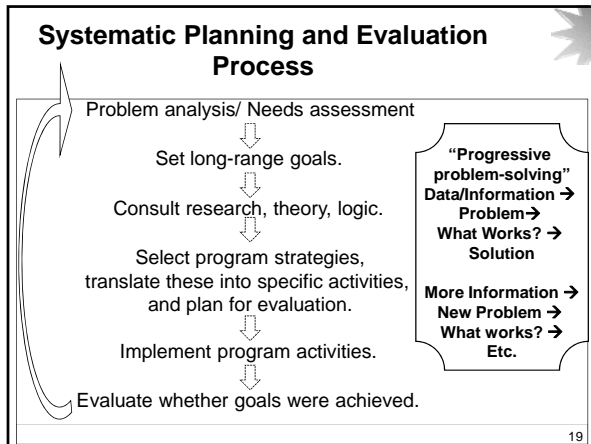 Systematic Planning and Evaluation
Process
Problem analysis/ Needs assessment
Set long-range goals.
Consult research, theory, logic.
Select program strategies,
translate these into specific activities,
and plan for evaluation.
Implement program activities.
Evaluate whether goals were achieved.
“Progressive
problem-solving”
Data/Information →
Problem→
What Works? →
Solution
More Information →
New Problem →
What works? →
Etc.
19